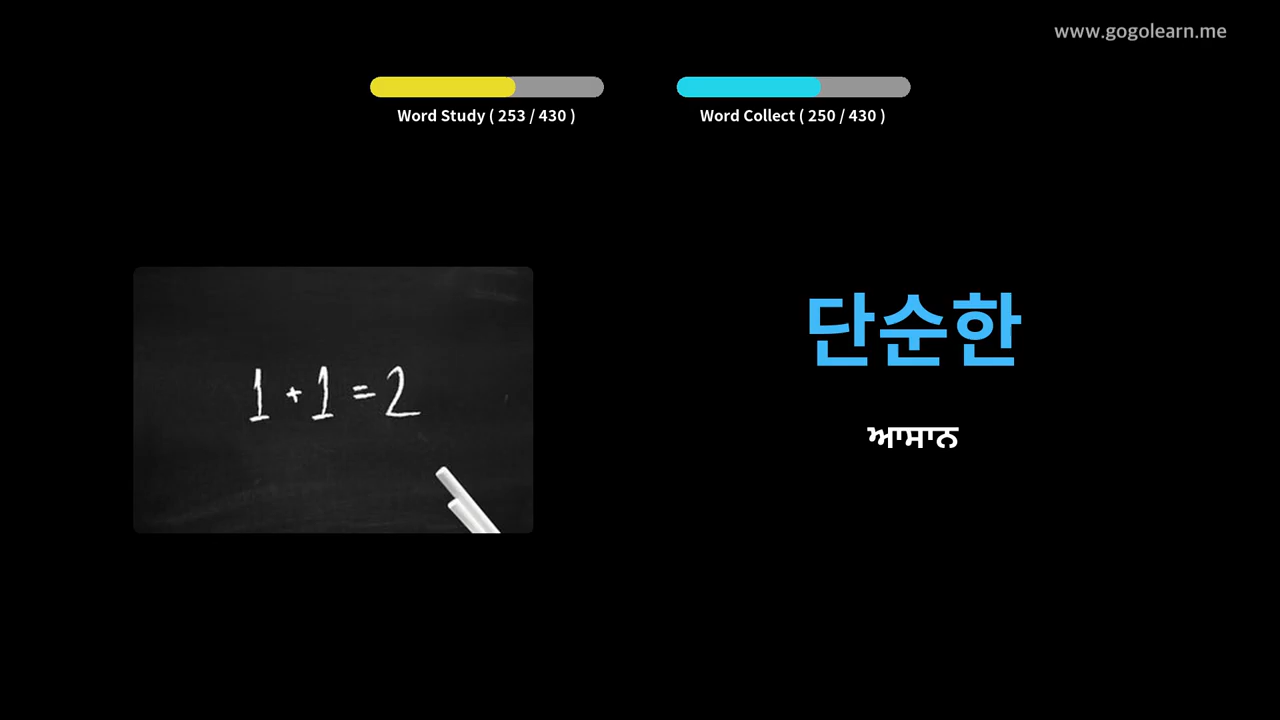 www.gogolearn.me
Word Study ( 253 / 430 )
Word Collect ( 250 / 430 )
1 + 1 = 2
단순한
ਆਸਾਨ